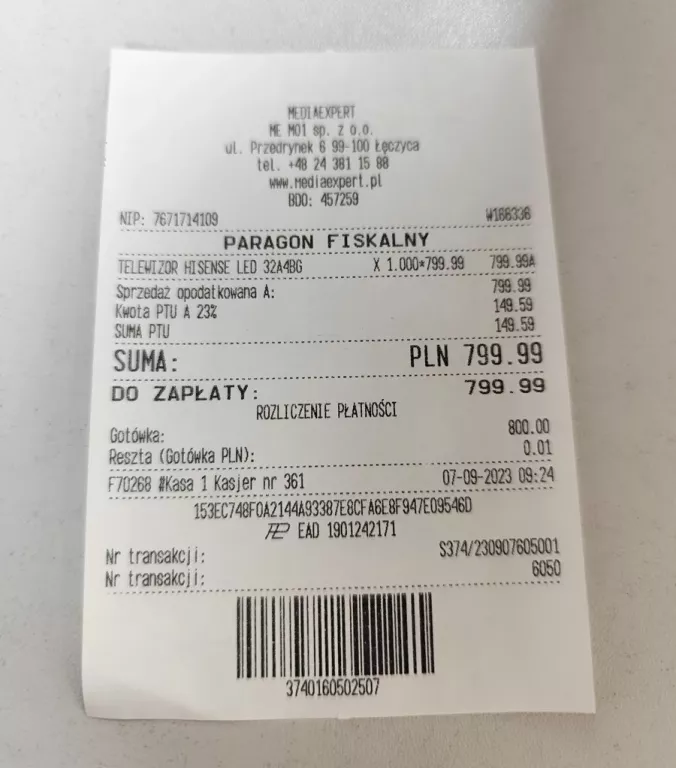 MEDIAEXPERT
ME M01 sp. z o.o.
ul. Przedrynek 6 99-100 Łęczyca
tel. +48 24 381 15 88
www.mediaexpert.pl
BDO: 457259
NIP: 7671714109 W166336
PARAGON FISKALNY
TELEWIZOR HISENSE LED 32A4BG X 1.000*799.99 799.99A
Sprzedaż opodatkowana A: 799.99
Kwota PTU A 23% 149.59
SUMA PTU 149.59
SUMA: PLN 799.99
DO ZAPŁATY: 799.99
ROZLICZENIE PŁATNOŚCI
Gotówka: 800.00
Reszta (Gotówka PLN): 0.01
F70268 #Kasa 1 Kasjer nr 361 07-09-2023 09:24
153EC748F0A2144A93387E8CFA6E8F947E09546D
EAD 1901242171
Nr transakcji: S374/230907605001
Nr transakcji: 6050
3740160502507